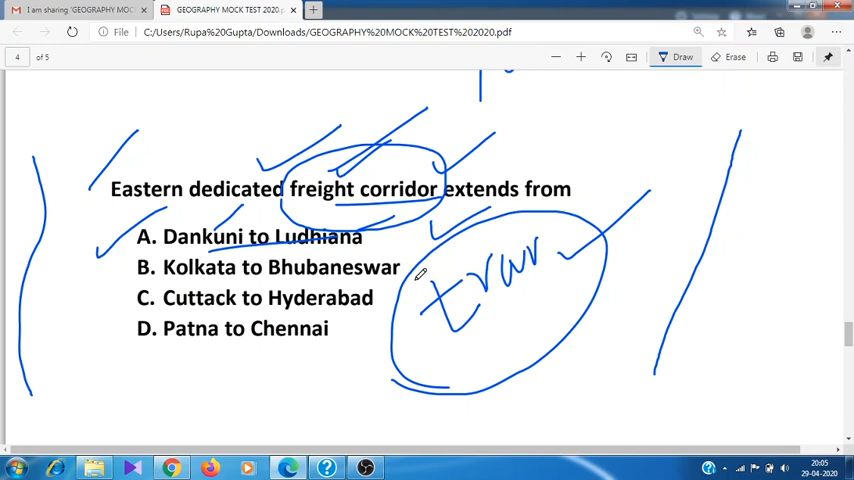 I am sharing 'GEOGRAPHY MOC
GEOGRAPHY MOCK TEST 2020.p
File
C:/Users/Rupa%20Gupta/Downloads/GEOGRAPHY%20MOCK%20TEST%202020.pdf
4 of 5
Draw
Erase
Eastern dedicated freight corridor extends from
A. Dankuni to Ludhiana
B. Kolkata to Bhubaneswar
C. Cuttack to Hyderabad
D. Patna to Chennai
20:05
29-04-2020